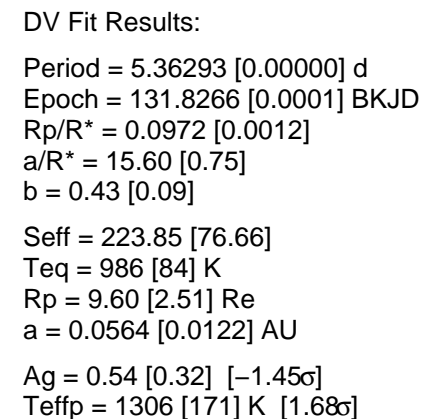 DV Fit Results:
Period = 5.36293 [0.00000] d
Epoch = 131.8266 [0.0001] BKJD
Rp/R* = 0.0972 [0.0012]
a/R* = 15.60 [0.75]
b = 0.43 [0.09]
Seff = 223.85 [76.66]
Teq = 986 [84] K
Rp = 9.60 [2.51] Re
a = 0.0564 [0.0122] AU
Ag = 0.54 [0.32] [−1.45σ]
Teffp = 1306 [171] K [1.68σ]